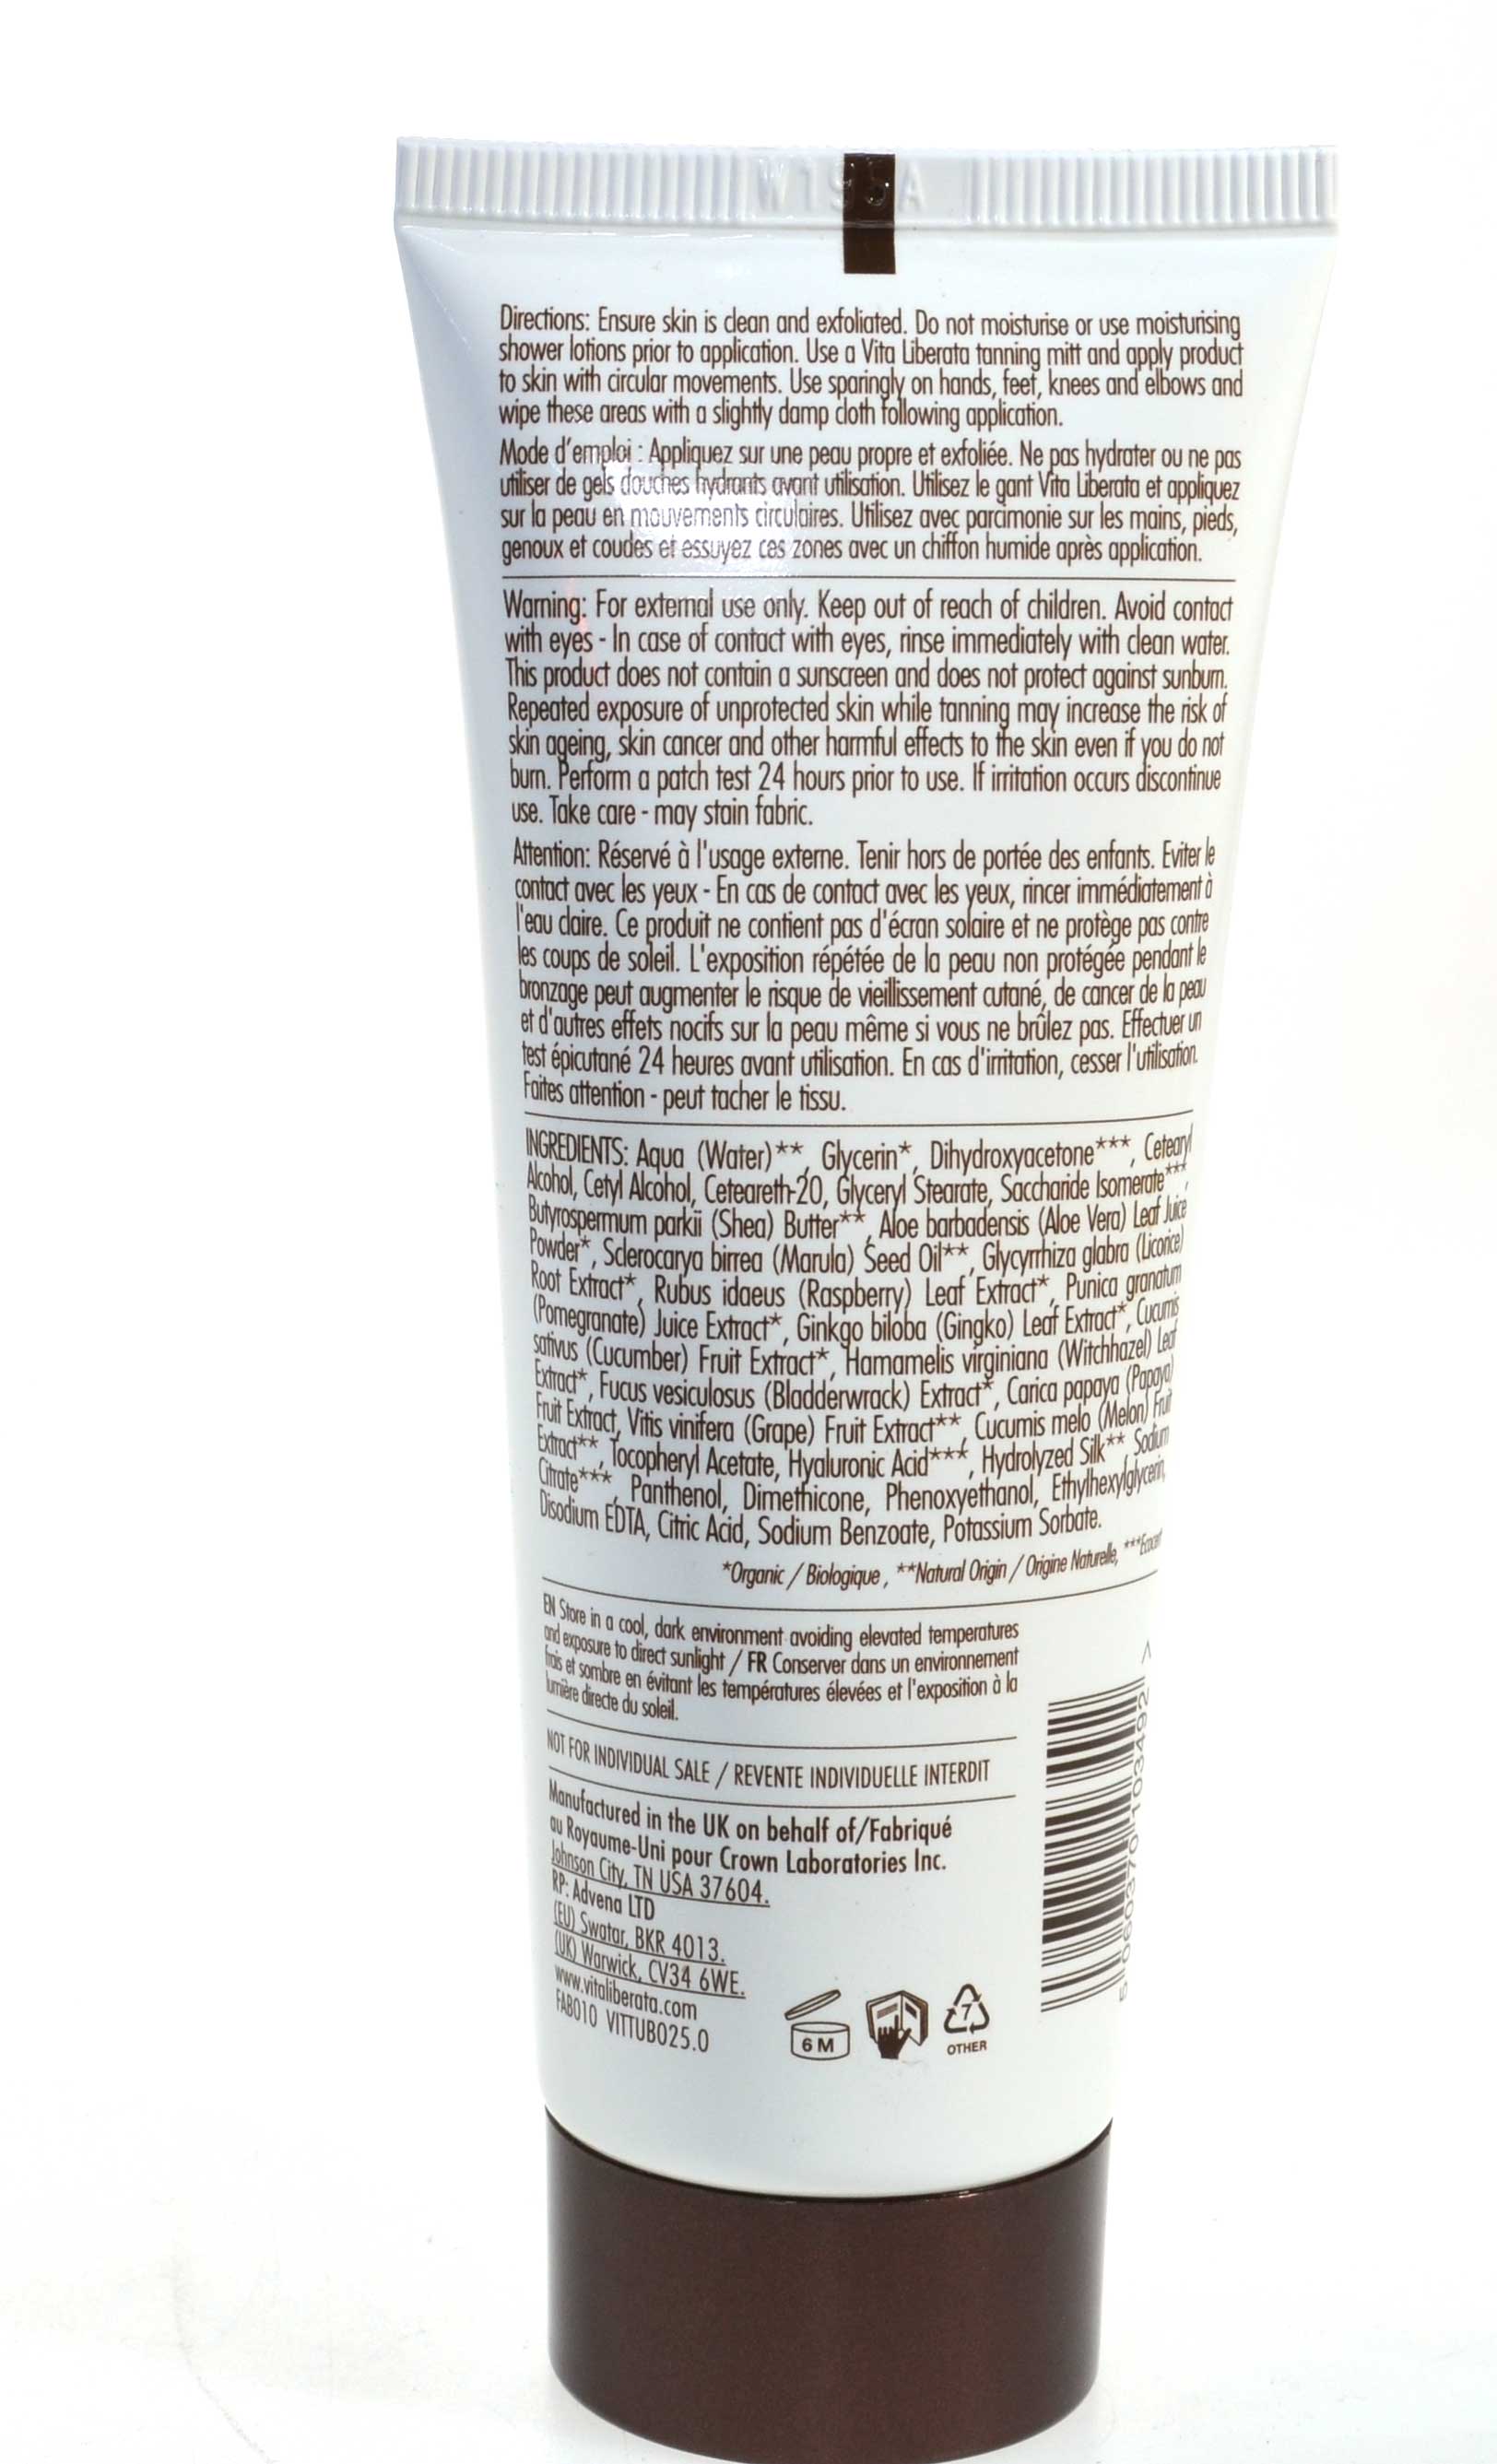 W195A
Directions: Ensure skin is clean and exfoliated. Do not moisturise or use moisturising
shower lotions prior to application. Use a Vita Liberata tanning mitt and apply product
to skin with circular movements. Use sparingly on hands, feet, knees and elbows and
wipe these areas with a slightly damp cloth following application.
Mode d'emploi : Appliquez sur une peau propre et exfoliée. Ne pas hydrater ou ne pas
utiliser de gels douches hydrants avant utilisation. Utilisez le gant Vita Liberata et appliquez
sur la peau en mouvements circulaires. Utilisez avec parcimonie sur les mains, pieds,
genoux et coudes et essuyez ces zones avec un chiffon humide après application.
Warning: For external use only. Keep out of reach of children. Avoid contact
with eyes - In case of contact with eyes, rinse immediately with clean water.
This product does not contain a sunscreen and does not protect against sunburn.
Repeated exposure of unprotected skin while tanning may increase the risk of
skin ageing, skin cancer and other harmful effects to the skin even if you do not
burn. Perform a patch test 24 hours prior to use. If irritation occurs discontinue
use. Take care - may stain fabric.
Attention: Réservé à l'usage externe. Tenir hors de portée des enfants. Eviter le
contact avec les yeux - En cas de contact avec les yeux, rincer immédiatement à
l'eau claire. Ce produit ne contient pas d'écran solaire et ne protège pas contre
les coups de soleil. L'exposition répétée de la peau non protégée pendant le
bronzage peut augmenter le risque de vieillissement cutané, de cancer de la peau
et d'autres effets nocifs sur la peau même si vous ne brûlez pas. Effectuer un
test épicutané 24 heures avant utilisation. En cas d'irritation, cesser l'utilisation.
Faites attention - peut tacher le tissu.
INGREDIENTS: Aqua (Water)**, Glycerin*, Dihydroxyacetone***, Cetearyl
Alcohol, Cetyl Alcohol, Ceteareth-20, Glyceryl Stearate, Saccharide Isomerate***,
Butyrospermum parkii (Shea) Butter**, Aloe barbadensis (Aloe Vera) Leaf Juice
Powder*, Sclerocarya birrea (Marula) Seed Oil**, Glycyrrhiza glabra (Licorice)
Root Extract*, Rubus idaeus (Raspberry) Leaf Extract*, Punica granatum
(Pomegranate) Juice Extract*, Ginkgo biloba (Gingko) Leaf Extract*, Cucumis
sativus (Cucumber) Fruit Extract*, Hamamelis virginiana (Witchhazel) Leaf
Extract*, Fucus vesiculosus (Bladderwrack) Extract*, Carica papaya (Papaya)
Fruit Extract, Vitis vinifera (Grape) Fruit Extract**, Cucumis melo (Melon) Fruit
Extract**, Tocopheryl Acetate, Hyaluronic Acid***, Hydrolyzed Silk**, Sodium
Citrate***, Panthenol, Dimethicone, Phenoxyethanol, Ethylhexylglycerin,
Disodium EDTA, Citric Acid, Sodium Benzoate, Potassium Sorbate.
*Organic / Biologique, **Natural Origin / Origine Naturelle,
EN Store in a cool, dark environment avoiding elevated temperatures
and exposure to direct sunlight / FR Conserver dans un environnement
frais et sombre en évitant les températures élevées et l'exposition à la
lumière directe du soleil.
NOT FOR INDIVIDUAL SALE / REVENTE INDIVIDUELLE INTERDIT
Manufactured in the UK on behalf of/Fabriqué
au Royaume-Uni pour Crown Laboratories Inc.
Johnson City, TN USA 37604.
RP: Advena LTD
(EU) Swatar, BKR 4013.
(UK) Warwick, CV34 6WE.
www.vitaliberata.com
FAB010 VITTUB025.0
6 M
7
OTHER
5 060370 103492 >